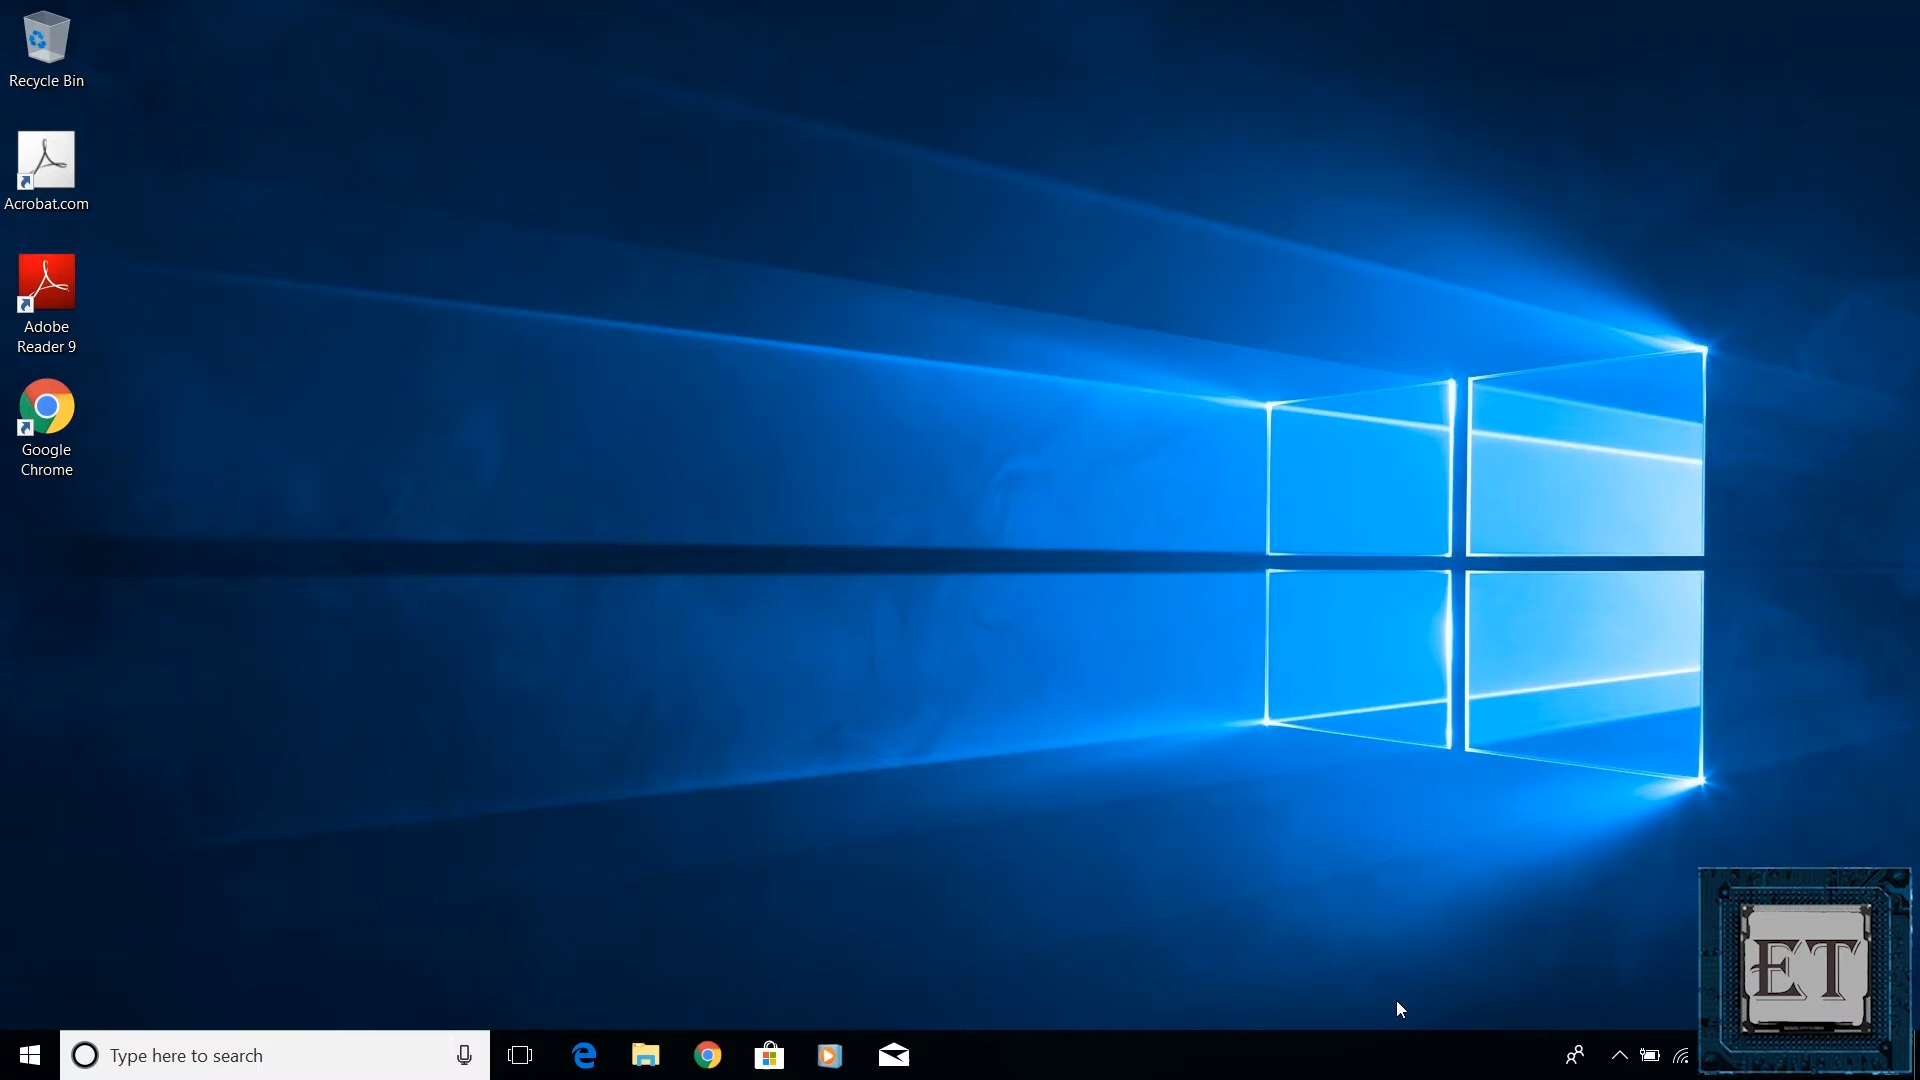 Recycle Bin
Acrobat.com
Adobe
Reader 9
Google
Chrome
ET
Type here to search